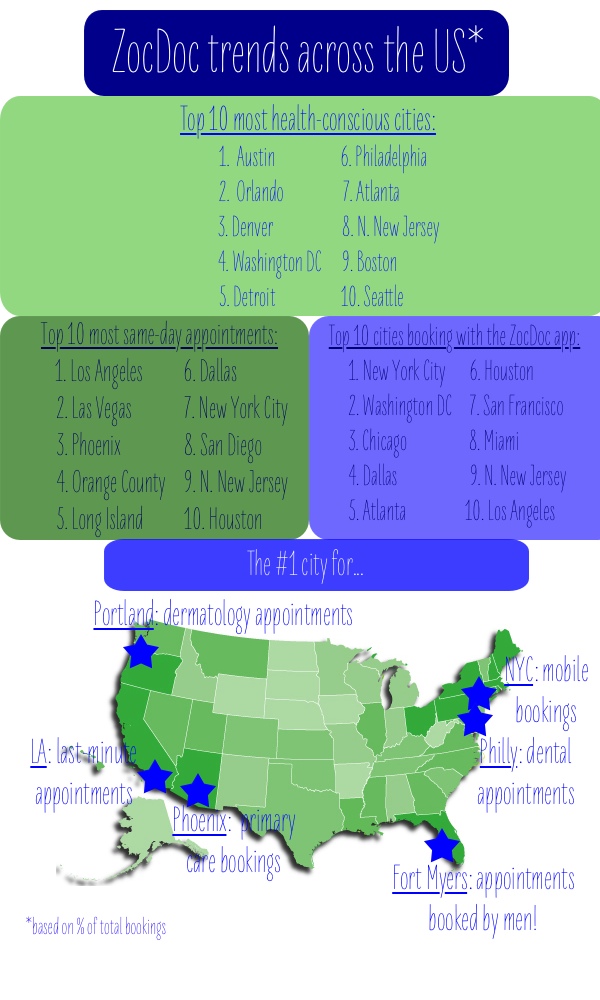 ZocDoc trends across the US*
Top 10 most health-conscious cities:
1. Austin
2. Orlando
3. Denver
4. Washington DC
5. Detroit
6. Philadelphia
7. Atlanta
8. N. New Jersey
9. Boston
10. Seattle
Top 10 most same-day appointments:
1. Los Angeles
2. Las Vegas
3. Phoenix
4. Orange County
5. Long Island
6. Dallas
7. New York City
8. San Diego
9. N. New Jersey
10. Houston
Top 10 cities booking with the ZocDoc app:
1. New York City
2. Washington DC
3. Chicago
4. Dallas
5. Atlanta
6. Houston
7. San Francisco
8. Miami
9. N. New Jersey
10. Los Angeles
The #1 city for...
Portland: dermatology appointments
NYC: mobile
bookings
LA: last-minute
appointments
Philly: dental
appointments
Phoenix: primary
care bookings
Fort Myers: appointments
booked by men!
*based on % of total bookings